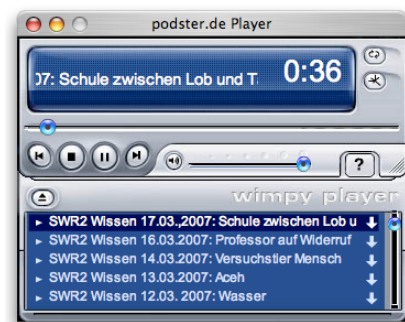 podster.de Player
07: Schule zwischen Lob und T
0:36
?
wimpy player
SWR2 Wissen 17.03.,2007: Schule zwischen Lob u
SWR2 Wissen 16.03.2007: Professor auf Widerruf
SWR2 Wissen 14.03.2007: Versuchstier Mensch
SWR2 Wissen 13.03.2007: Aceh
SWR2 Wissen 12.03. 2007: Wasser